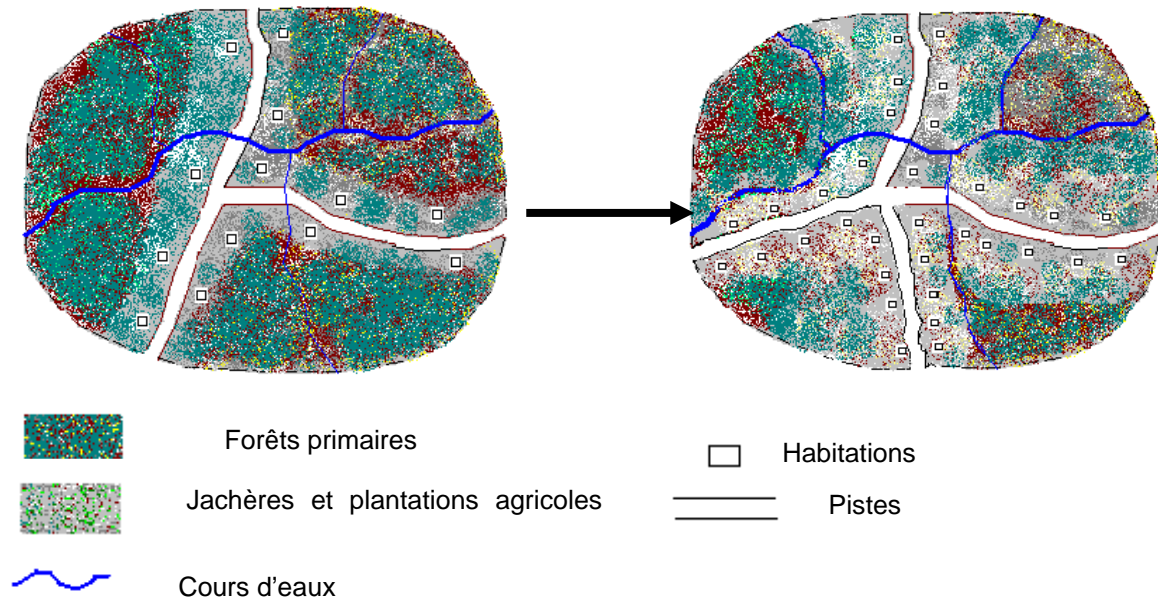 Forêts primaires
Habitations
Jachères et plantations agricoles
Pistes
Cours d'eaux